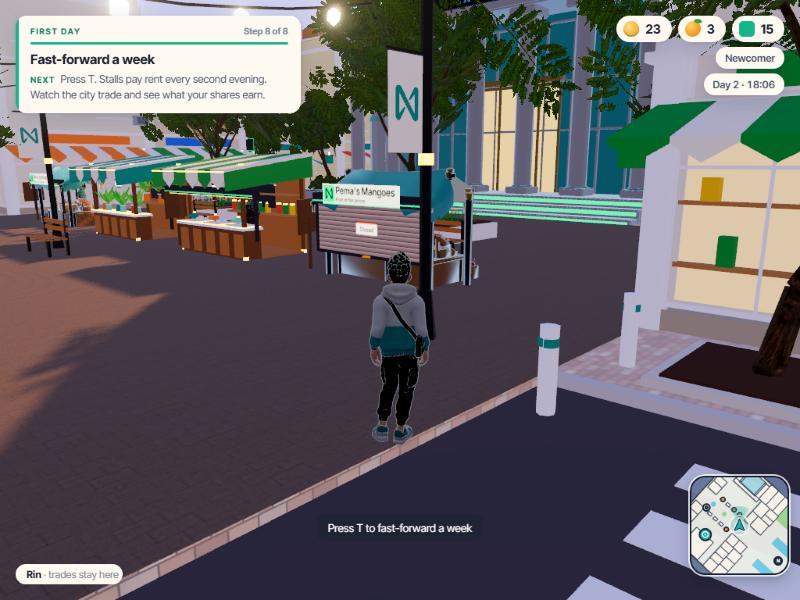 FIRST DAY
Step 8 of 8
Fast-forward a week
NEXT Press T. Stalls pay rent every second evening.
Watch the city trade and see what your shares earn.
23
3
15
Newcomer
Day 2 · 18:06
Pema's Mangoes
Closed
Press T to fast-forward a week
Rin · trades stay here